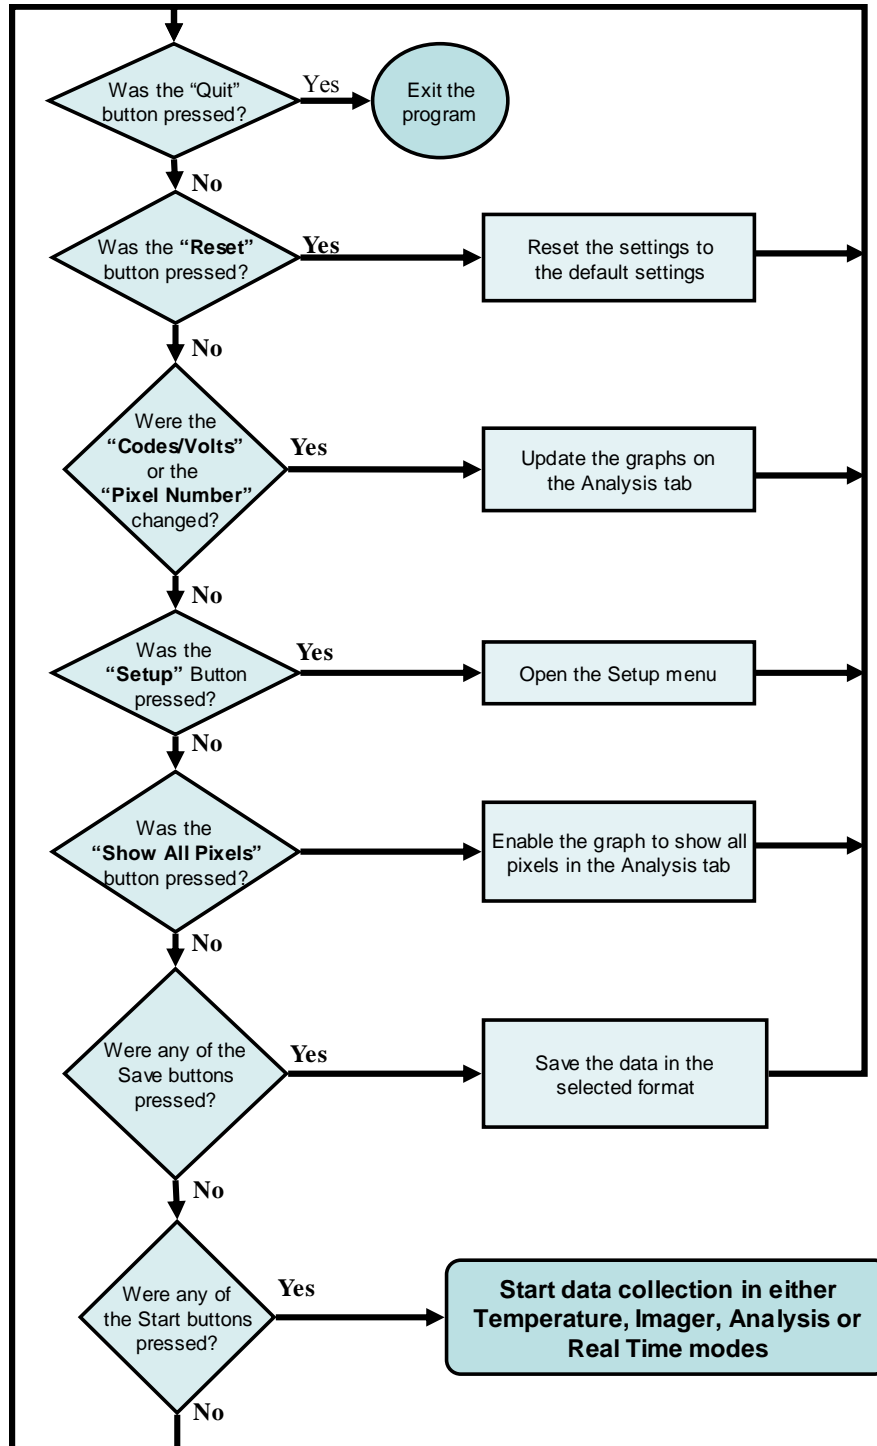 Was the “Quit”
button pressed?
Yes
Exit the
program
No
Was the “Reset”
button pressed?
Yes
Reset the settings to
the default settings
No
Were the
“Codes/Volts”
or the
“Pixel Number”
changed?
Yes
Update the graphs on
the Analysis tab
No
Was the
“Setup” Button
pressed?
Yes
Open the Setup menu
No
Was the
“Show All Pixels”
button pressed?
Enable the graph to show all
pixels in the Analysis tab
No
Were any of the
Save buttons
pressed?
Yes
Save the data in the
selected format
No
Were any of
the Start buttons
pressed?
Yes
Start data collection in either
Temperature, Imager, Analysis or
Real Time modes
No